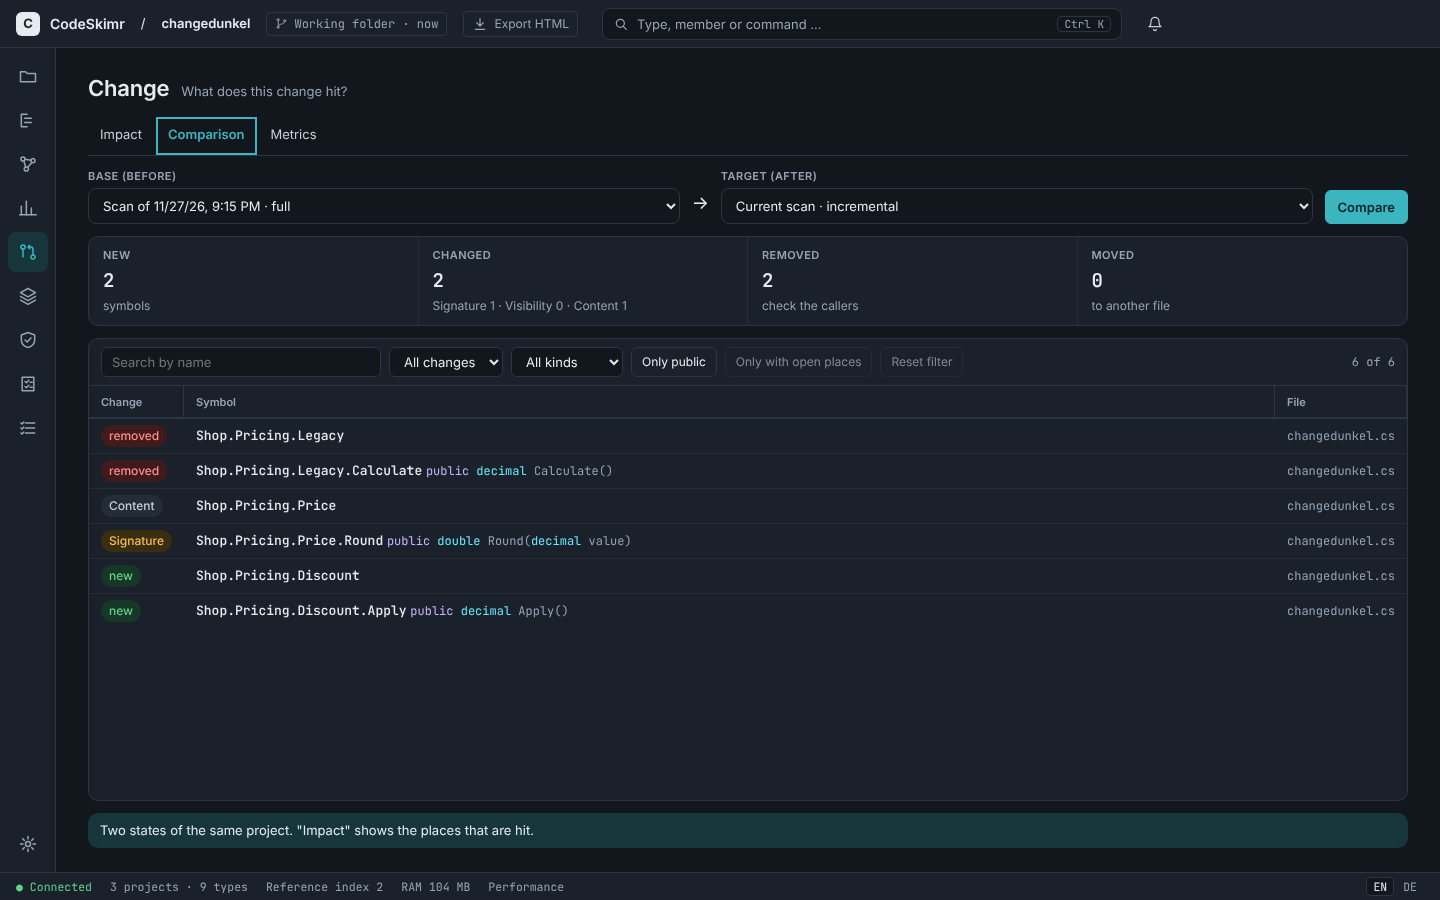 C CodeSkimr / changedunkel Working folder · now Export HTML Type, member or command ... Ctrl K
Change What does this change hit?
Impact Comparison Metrics
BASE (BEFORE) TARGET (AFTER)
Scan of 11/27/26, 9:15 PM · full → Current scan · incremental Compare
NEW CHANGED REMOVED MOVED
2 2 2 0
symbols Signature 1 · Visibility 0 · Content 1 check the callers to another file
Search by name All changes All kinds Only public Only with open places Reset filter 6 of 6
Change Symbol File
removed Shop.Pricing.Legacy changedunkel.cs
removed Shop.Pricing.Legacy.Calculate public decimal Calculate() changedunkel.cs
Content Shop.Pricing.Price changedunkel.cs
Signature Shop.Pricing.Price.Round public double Round(decimal value) changedunkel.cs
new Shop.Pricing.Discount changedunkel.cs
new Shop.Pricing.Discount.Apply public decimal Apply() changedunkel.cs
Two states of the same project. "Impact" shows the places that are hit.
● Connected 3 projects · 9 types Reference index 2 RAM 104 MB Performance EN DE